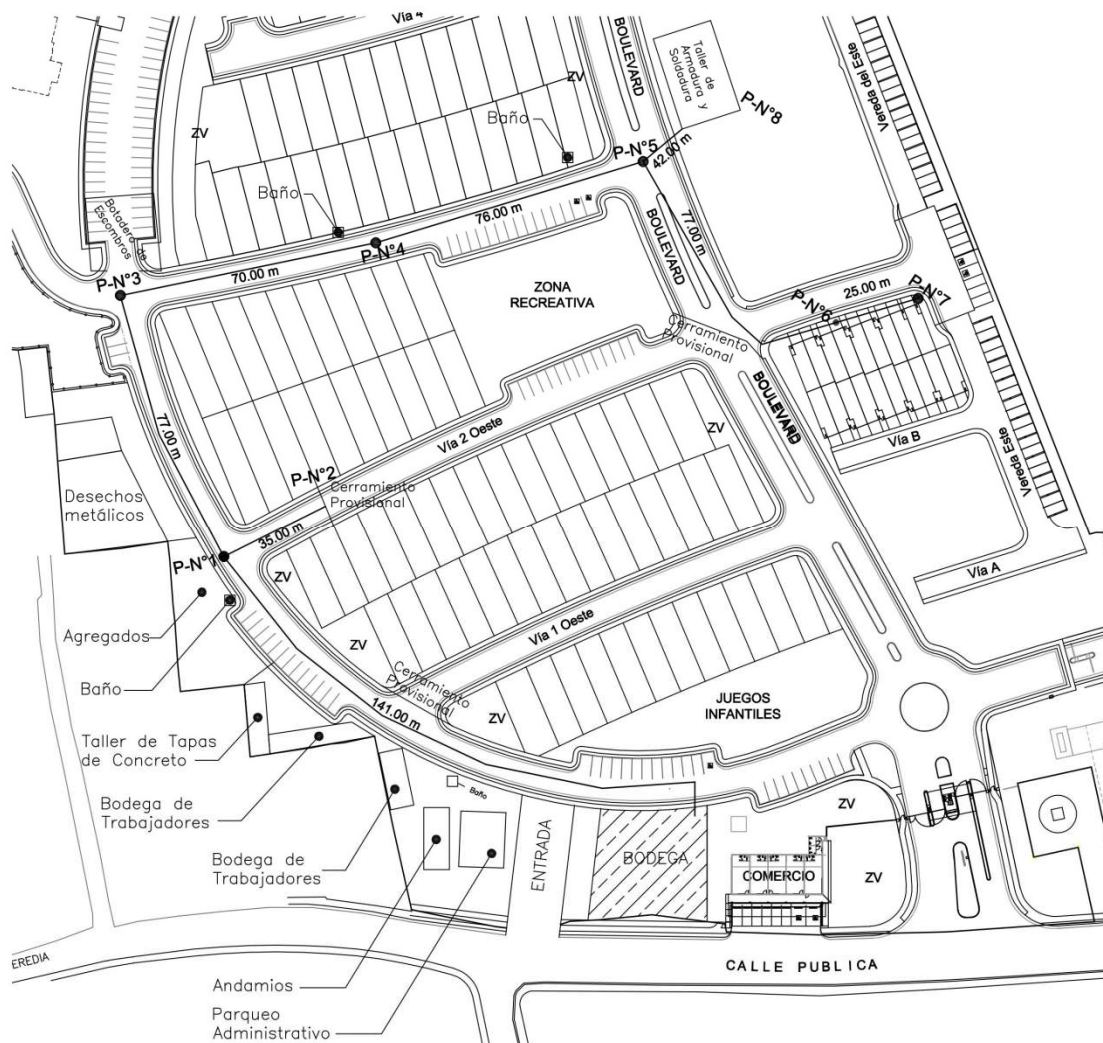 Vía 4
BOULEVARD
Taller de
Armadura y
Soldadura
Vereda del Este
ZV
ZV
Baño
P-N°8
P-N°5
42.00 m
Baño
76.00 m
77.00 m
Botadero de
Escombros
P-N°4
BOULEVARD
P-N°3
70.00 m
ZONA
RECREATIVA
25.00 m
P-N°7
P-N°6
Cerramiento
Provisional
77.00 m
BOULEVARD
Vía 2 Oeste
ZV
Vía B
Vereda Este
P-N°2
Cerramiento
Provisional
Desechos
metálicos
35.00 m
P-N°1
ZV
Vía A
Agregados
Vía 1 Oeste
ZV
Baño
Cerramiento
Provisional
141.00 m
JUEGOS
INFANTILES
ZV
Taller de Tapas
de Concreto
Bodega de
Trabajadores
Baño
ZV
Bodega de
Trabajadores
ENTRADA
BODEGA
COMERCIO
ZV
EREDIA
CALLE PUBLICA
Andamios
Parqueo
Administrativo